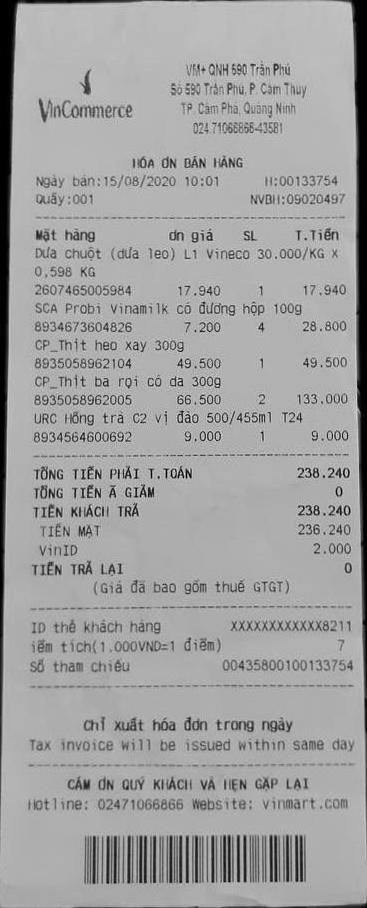 VinCommerce
VM+ QNH 590 Trần Phú
Số 590 Trần Phú, P. Cẩm Thủy
TP. Cẩm Phả, Quảng Ninh
024.71066866-43581
HÓA ĐN BÁN HÀNG
Ngày bán:15/08/2020 10:01 H:00133754
Quầy:001 NVBH:09020497
Mặt hàng đn giá SL T.Tiền
Dưa chuột (dưa leo) L1 Vineco 30.000/KG X
0,598 KG
2607465005984 17.940 1 17.940
SCA Probi Vinamilk có đường hộp 100g
8934673604826 7.200 4 28.800
CP_Thịt heo xay 300g
8935058962104 49.500 1 49.500
CP_Thịt ba rọi có da 300g
8935058962005 66.500 2 133.000
URC Hồng trà C2 vị đào 500/455ml T24
8934564600692 9.000 1 9.000
TỔNG TIỀN PHẢI T.TOÁN 238.240
TỔNG TIỀN Ã GIẢM 0
TIỀN KHÁCH TRẢ 238.240
TIỀN MẶT 236.240
VinID 2.000
TIỀN TRẢ LẠI 0
(Giá đã bao gồm thuế GTGT)
ID thẻ khách hàng XXXXXXXXXXXX8211
iểm tích(1.000VND=1 điểm) 7
Số tham chiếu 00435800100133754
Chỉ xuất hóa đơn trong ngày
Tax invoice will be issued within same day
CẢM ƠN QUÝ KHÁCH VÀ HẸN GẶP LẠI
Hotline: 02471066866 Website: vinmart.com